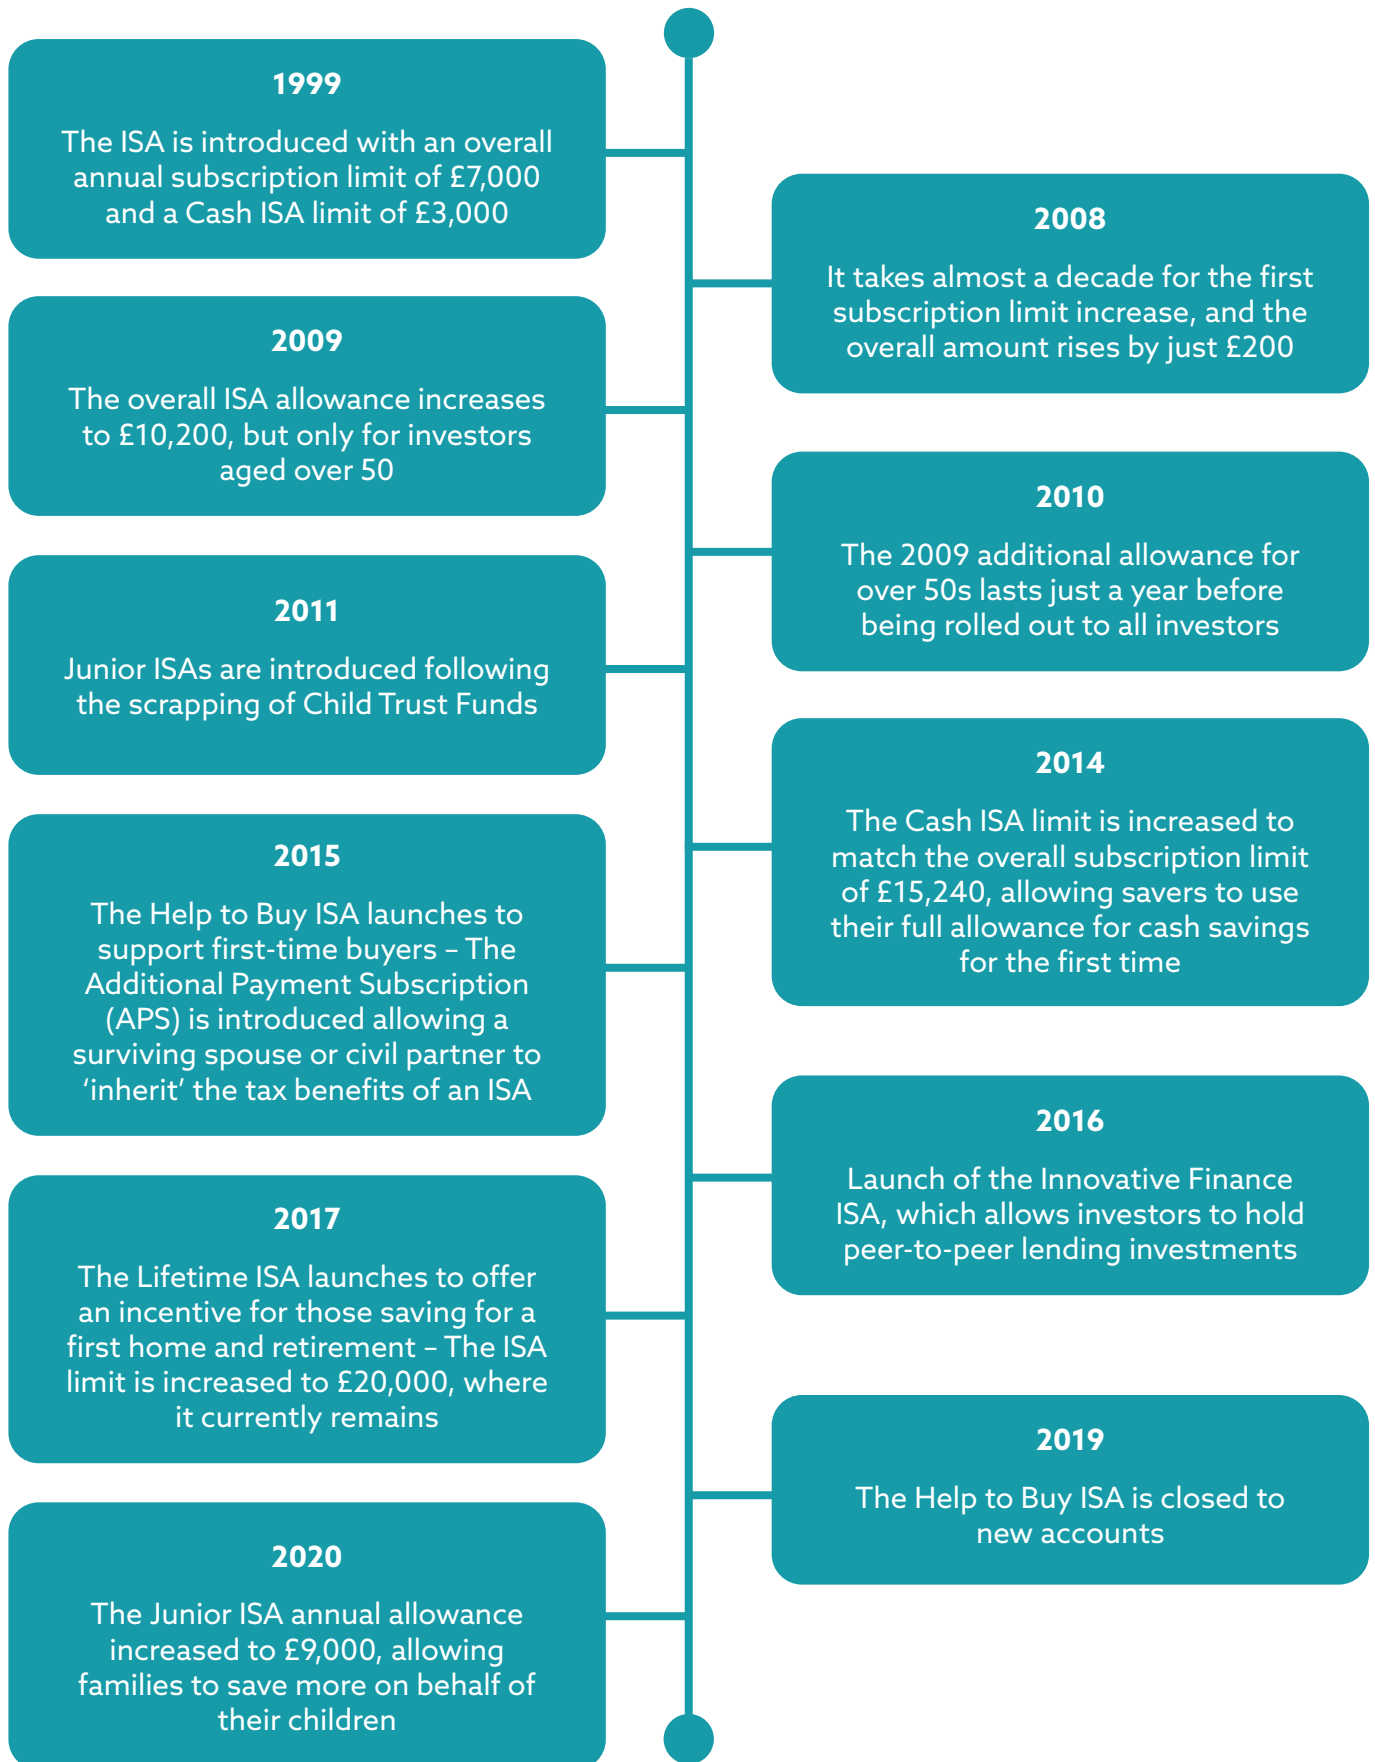 1999
The ISA is introduced with an overall
annual subscription limit of £7,000
and a Cash ISA limit of £3,000
2008
It takes almost a decade for the first
subscription limit increase, and the
overall amount rises by just £200
2009
The overall ISA allowance increases
to £10,200, but only for investors
aged over 50
2010
The 2009 additional allowance for
over 50s lasts just a year before
being rolled out to all investors
2011
Junior ISAs are introduced following
the scrapping of Child Trust Funds
2014
The Cash ISA limit is increased to
match the overall subscription limit
of £15,240, allowing savers to use
their full allowance for cash savings
for the first time
2015
The Help to Buy ISA launches to
support first-time buyers – The
Additional Payment Subscription
(APS) is introduced allowing a
surviving spouse or civil partner to
‘inherit’ the tax benefits of an ISA
2016
Launch of the Innovative Finance
ISA, which allows investors to hold
peer-to-peer lending investments
2017
The Lifetime ISA launches to offer
an incentive for those saving for a
first home and retirement – The ISA
limit is increased to £20,000, where
it currently remains
2019
The Help to Buy ISA is closed to
new accounts
2020
The Junior ISA annual allowance
increased to £9,000, allowing
families to save more on behalf of
their children